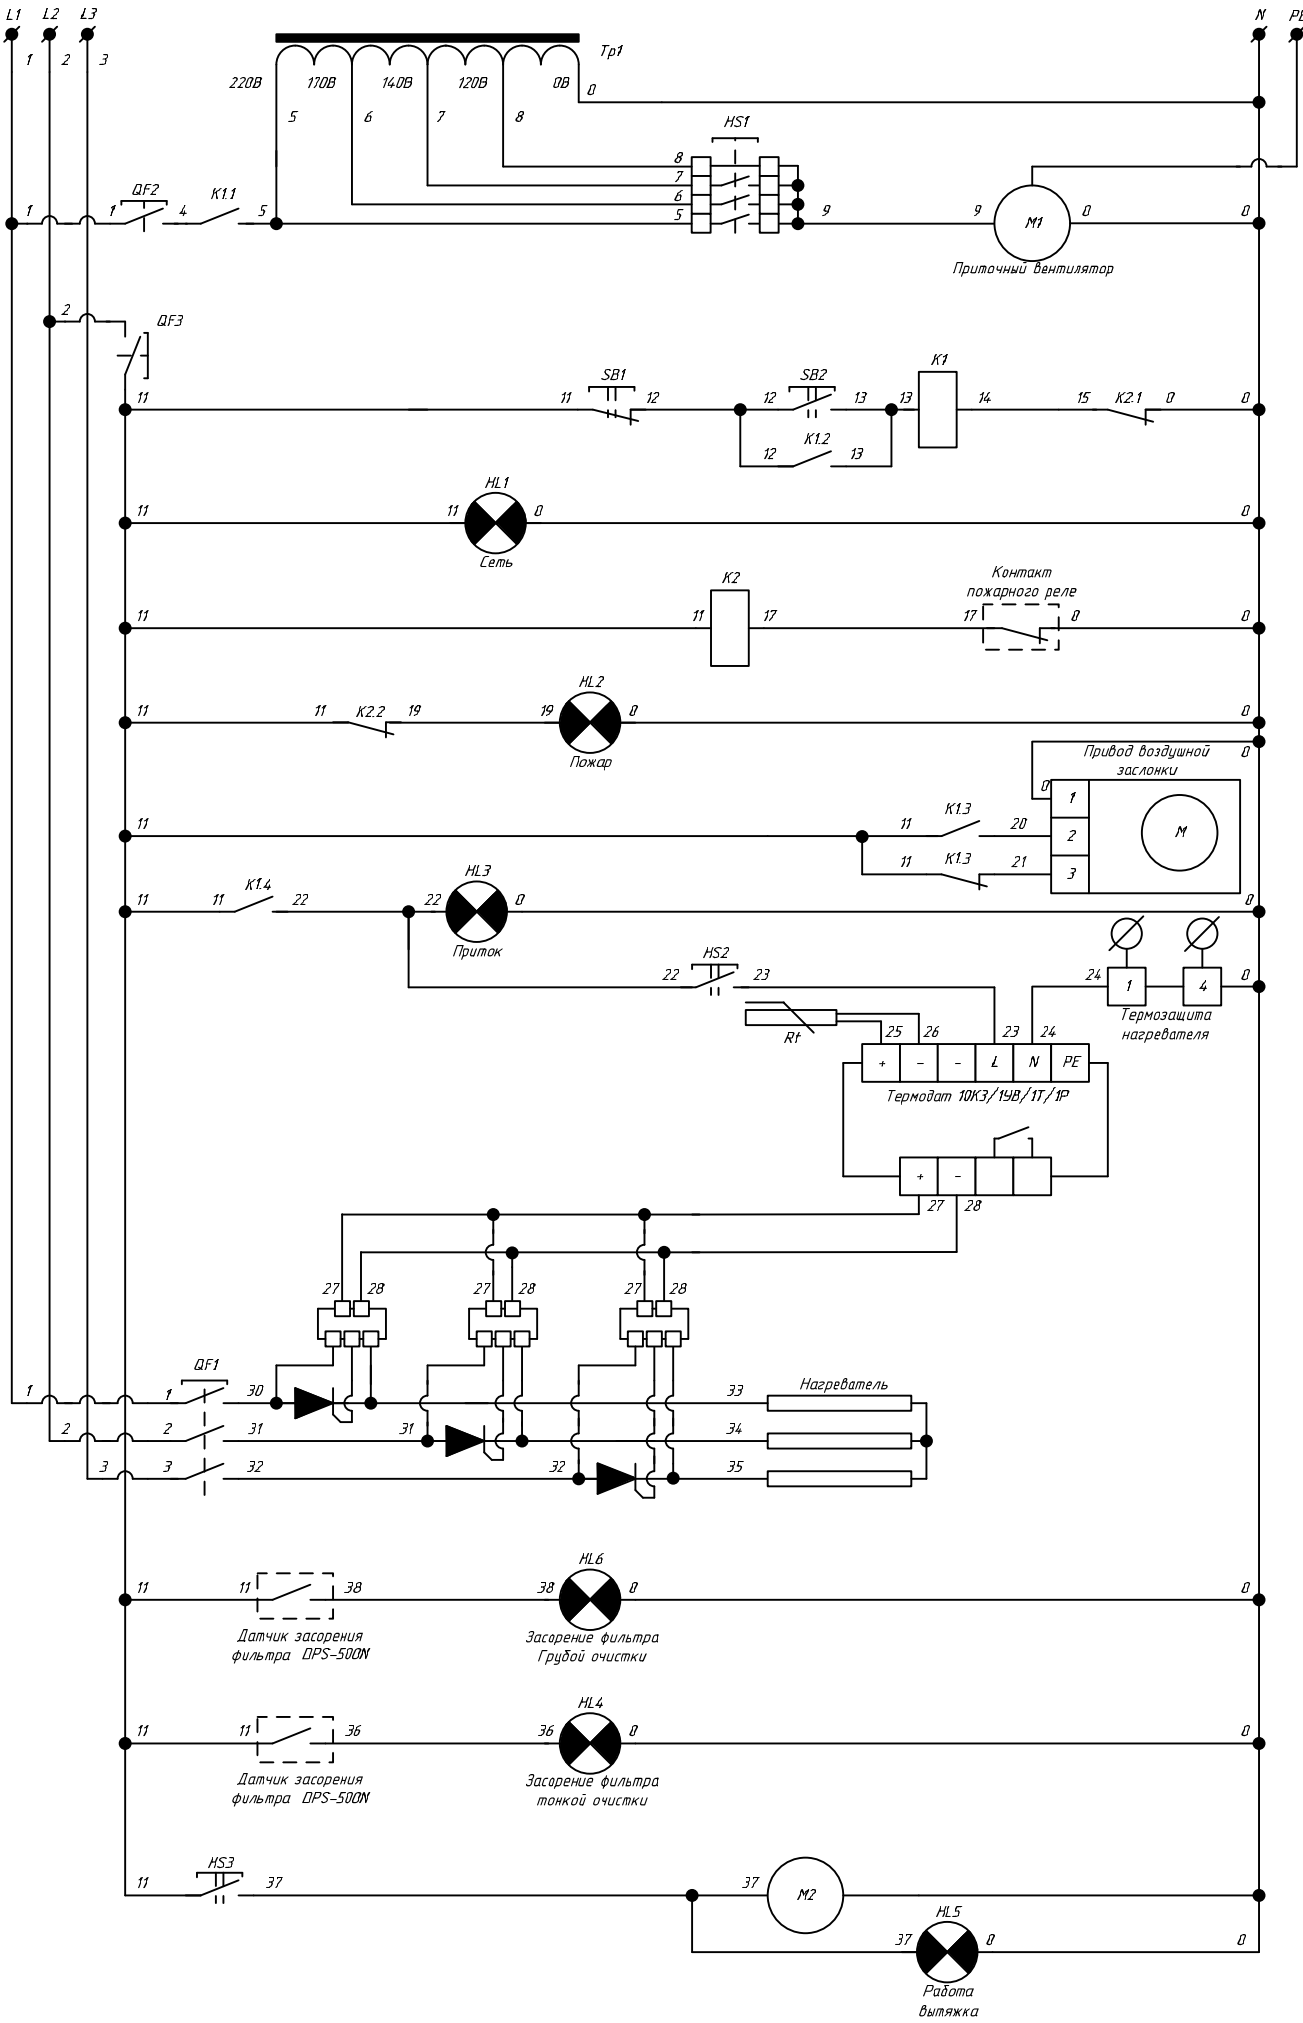 L1 L2 L3 N PE
1 2 3
Тр1
220В 170В 140В 120В 0В 0
5 6 7 8
HS1
8
7
6
5
QF2 K1.1
1 1 4 5 9 9 M1 0 0
Приточный вентилятор
2 QF3
K1
SB1 SB2
11 11 12 12 13 13 14 15 K2.1 0 0
K1.2
12 13
HL1
11 11 0 0
Сеть
Контакт
пожарного реле
K2
11 11 17 17 0 0
HL2
11 11 K2.2 19 19 0 0
Пожар
Привод воздушной
заслонки
0
0 1
K1.3
11 11 20 2 M
K1.3
11 21 3
HL3
K1.4
11 11 22 22 0 0
Приток
HS2
22 23 24 1 4 0
Термозащита
нагревателя
Rt
25 26 23 24
+ - - L N PE
Термодат 10К3/1УВ/1Т/1Р
+ -
27 28
27 28 27 28 27 28
QF1
Нагреватель
1 1 30 33
2 2 31 31 34
3 3 32 32 35
HL6
11 11 38 38 0 0
Датчик засорения
фильтра DPS-500N
Засорение фильтра
Грубой очистки
HL4
11 11 36 36 0 0
Датчик засорения
фильтра DPS-500N
Засорение фильтра
тонкой очистки
HS3
11 37 37 M2
HL5
37 0 0
Работа
вытяжка